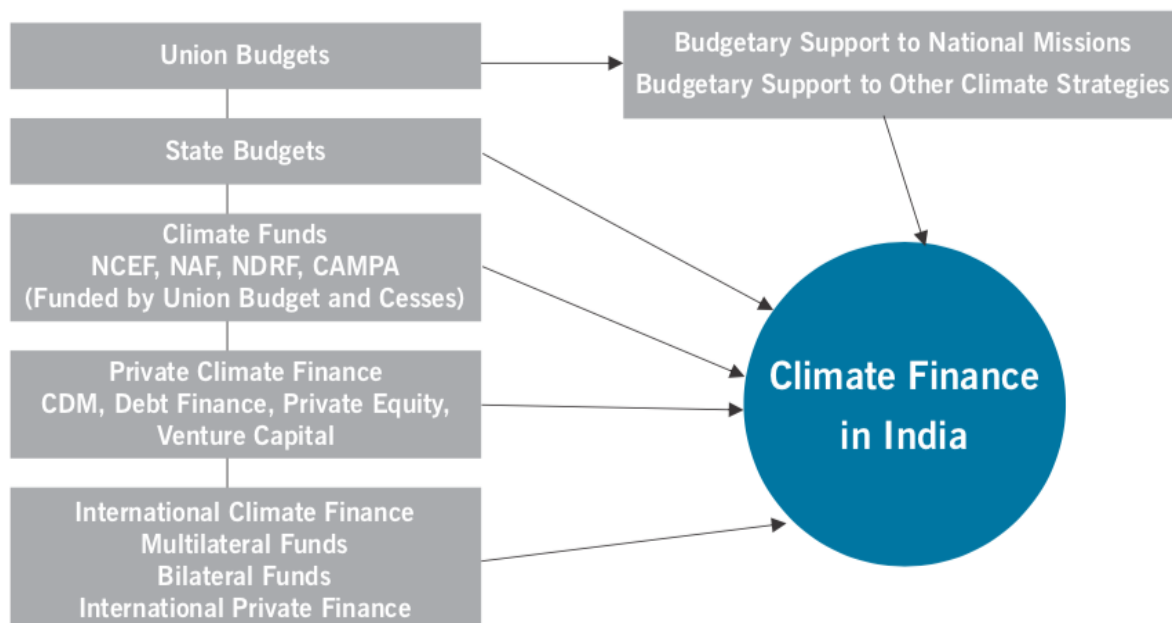 Union Budgets
Budgetary Support to National Missions
Budgetary Support to Other Climate Strategies
State Budgets
Climate Funds
NCEF, NAF, NDRF, CAMPA
(Funded by Union Budget and Cesses)
Private Climate Finance
CDM, Debt Finance, Private Equity,
Venture Capital
International Climate Finance
Multilateral Funds
Bilateral Funds
International Private Finance
Climate Finance
in India